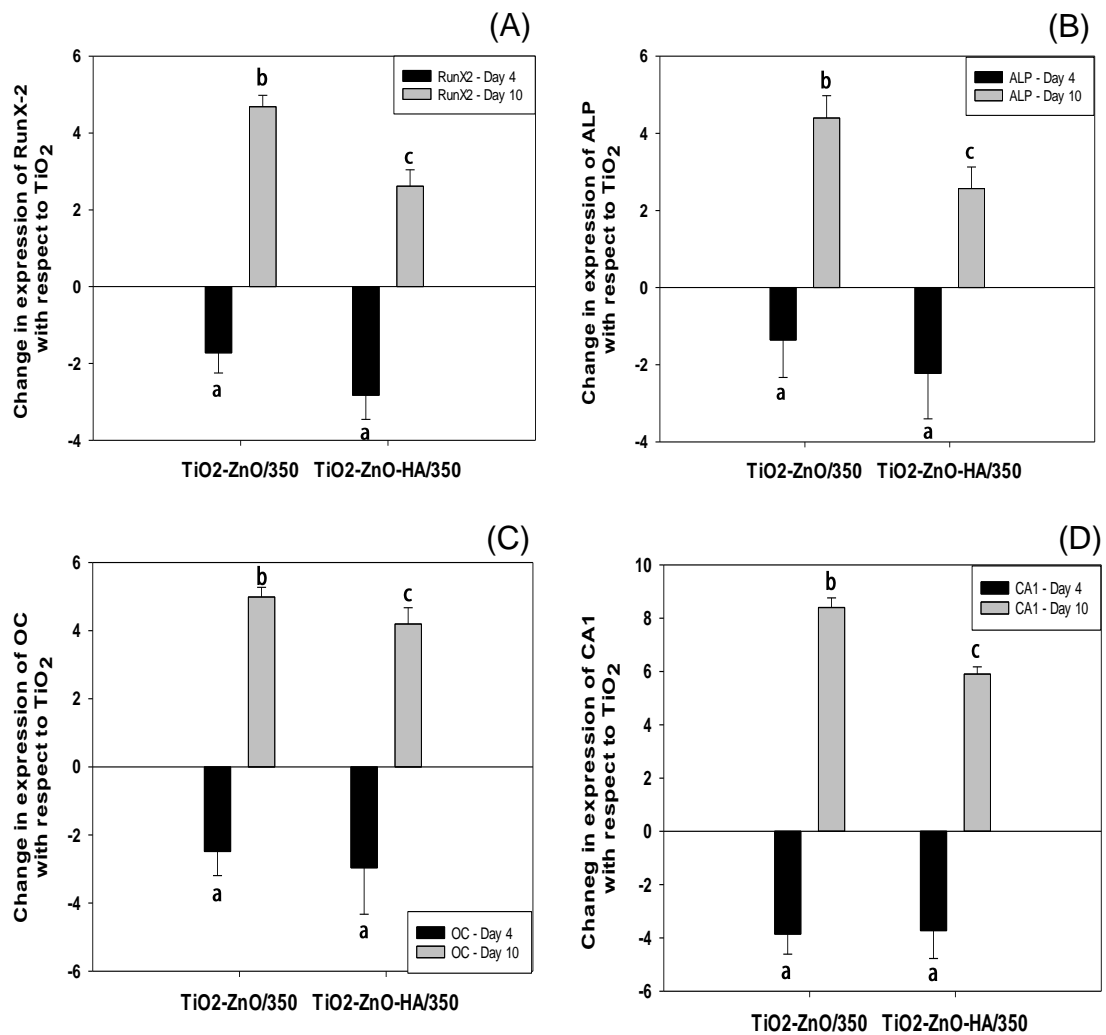 (A)
Change in expression of RunX-2
with respect to TiO2
6
4
2
0
-2
-4
RunX2 - Day 4
RunX2 - Day 10
b
c
a
a
TiO2-ZnO/350
TiO2-ZnO-HA/350
(B)
Change in expression of ALP
with respect to TiO2
6
4
2
0
-2
-4
ALP - Day 4
ALP - Day 10
b
c
a
a
TiO2-ZnO/350
TiO2-ZnO-HA/350
(C)
Change in expression of OC
with respect to TiO2
6
4
2
0
-2
-4
-6
b
c
a
a
OC - Day 4
OC - Day 10
TiO2-ZnO/350
TiO2-ZnO-HA/350
(D)
Chaneg in expression of CA1
with respect to TiO2
10
8
6
4
2
0
-2
-4
-6
CA1 - Day 4
CA1 - Day 10
b
c
a
a
TiO2-ZnO/350
TiO2-ZnO-HA/350